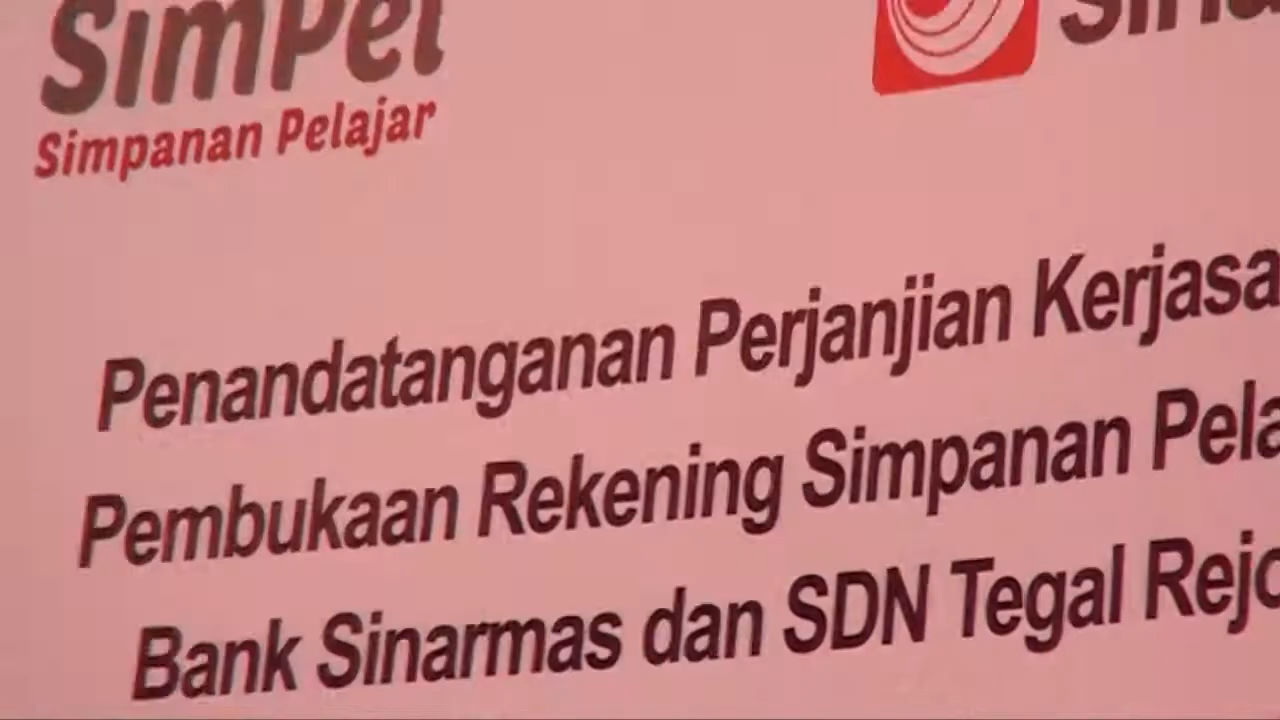 SimPel
Simpanan Pelajar
Penandatanganan Perjanjian Kerjasa
Pembukaan Rekening Simpanan Pela
Bank Sinarmas dan SDN Tegal Rejo